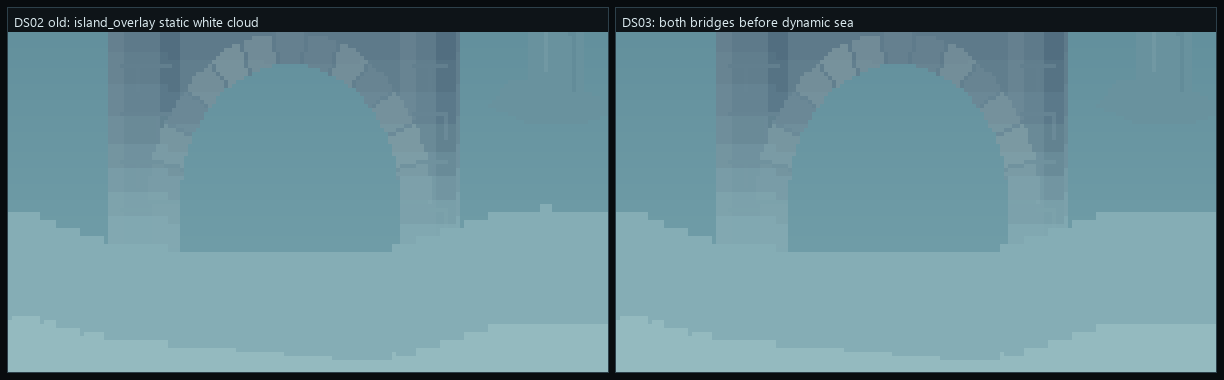 DS02 old: island_overlay static white cloud
DS03: both bridges before dynamic sea